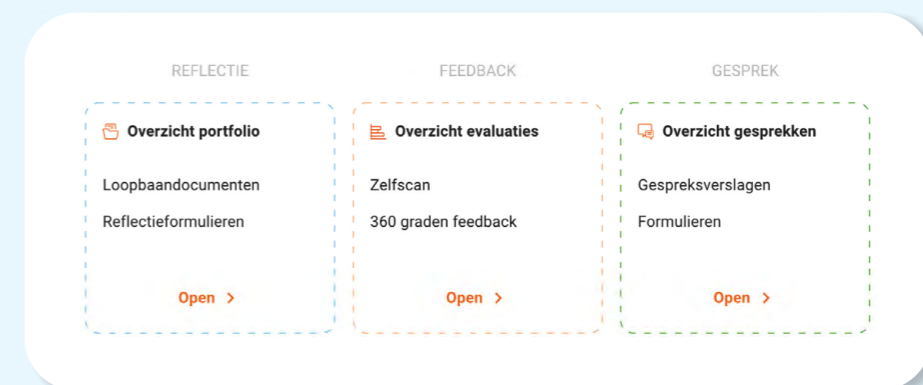 REFLECTIE
Overzicht portfolio
Loopbaandocumenten
Reflectieformulieren
Open
FEEDBACK
Overzicht evaluaties
Zelfscan
360 graden feedback
Open
GESPREK
Overzicht gesprekken
Gespreksverslagen
Formulieren
Open